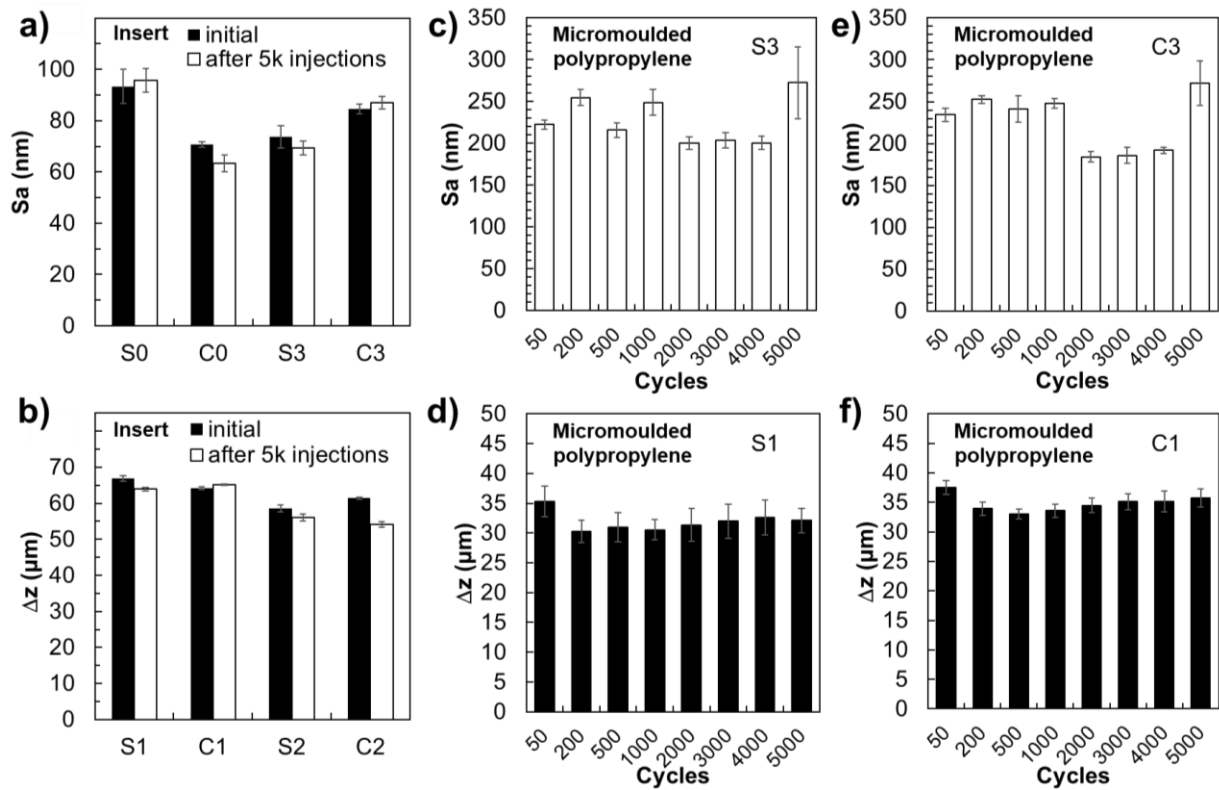 a)
Insert
initial
after 5k injections
Sa (nm)
100
80
60
40
20
0
S0 C0 S3 C3
c)
Micromoulded
polypropylene
S3
Sa (nm)
350
300
250
200
150
100
50
0
50 200 500 1000 2000 3000 4000 5000
Cycles
e)
Micromoulded
polypropylene
C3
Sa (nm)
350
300
250
200
150
100
50
0
50 200 500 1000 2000 3000 4000 5000
Cycles
b)
Insert
initial
after 5k injections
Δz (µm)
80
70
60
50
40
30
20
10
0
S1 C1 S2 C2
d)
Micromoulded
polypropylene
S1
Δz (µm)
50
45
40
35
30
25
20
15
10
5
0
50 200 500 1000 2000 3000 4000 5000
Cycles
f)
Micromoulded
polypropylene
C1
Δz (µm)
50
45
40
35
30
25
20
15
10
5
0
50 200 500 1000 2000 3000 4000 5000
Cycles